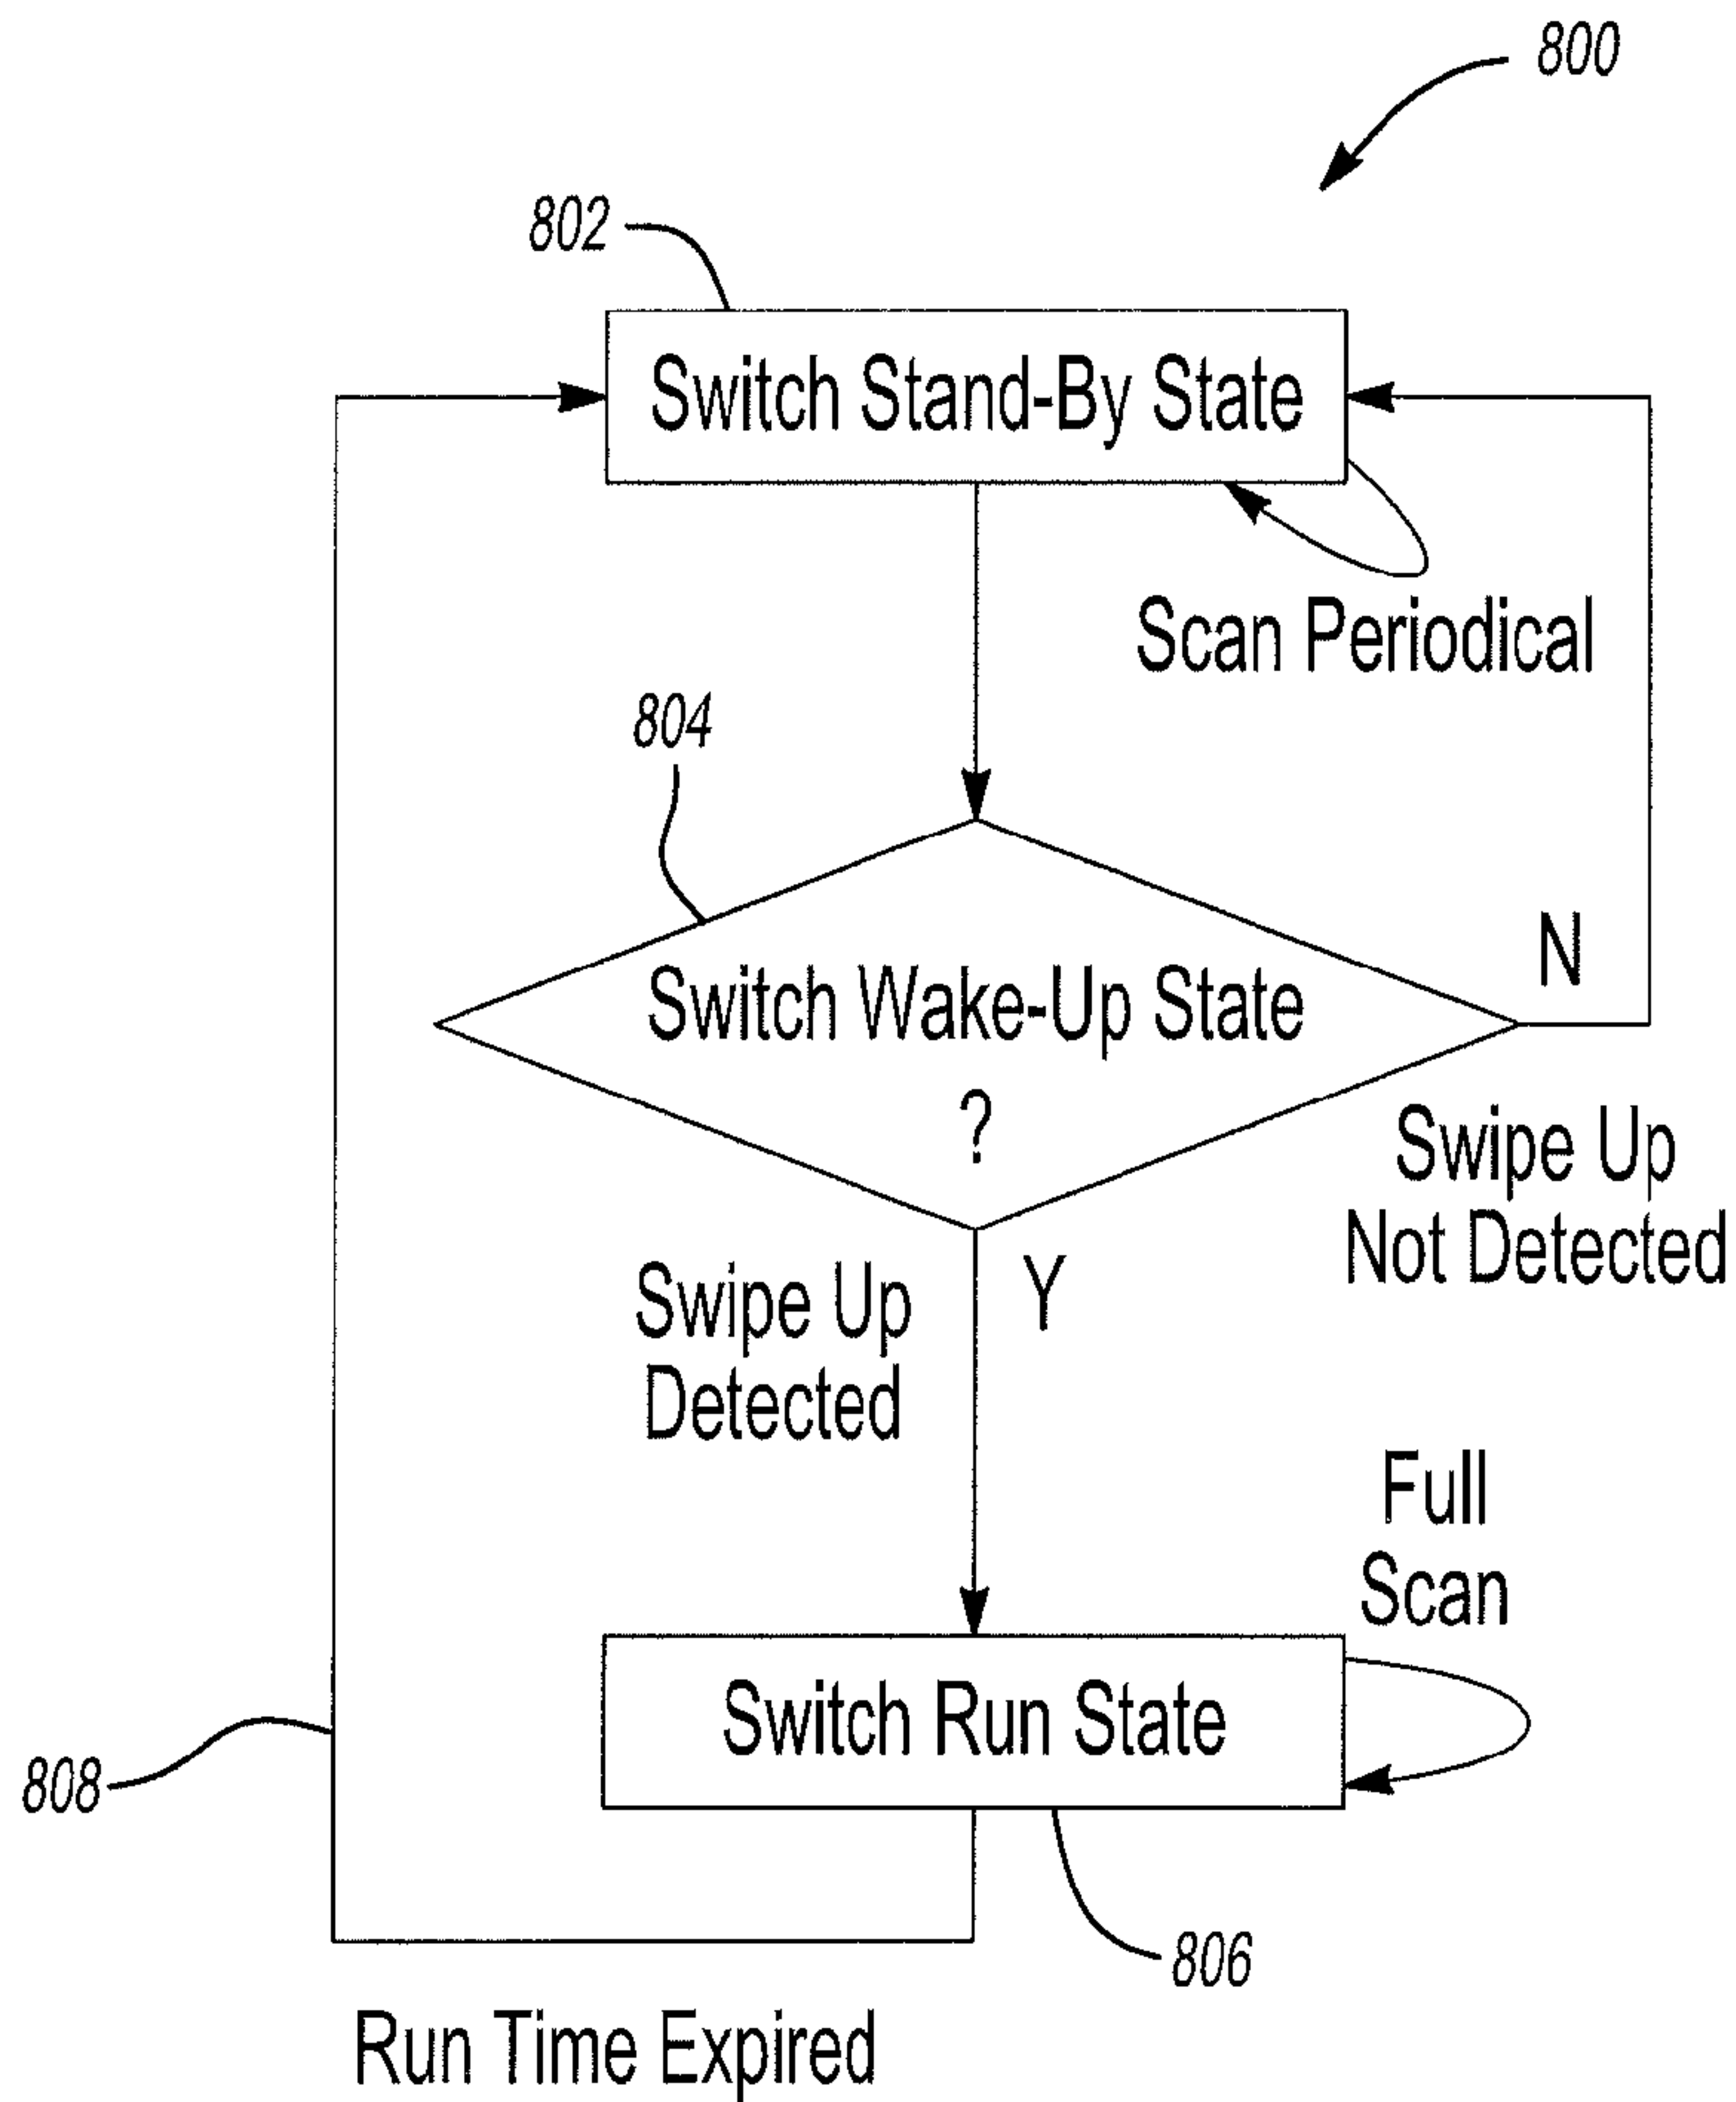 800
802
Switch Stand-By State
Scan Periodical
804
N
Switch Wake-Up State
?
Swipe Up
Not Detected
Swipe Up
Detected
Y
Full
Scan
Switch Run State
808
806
Run Time Expired